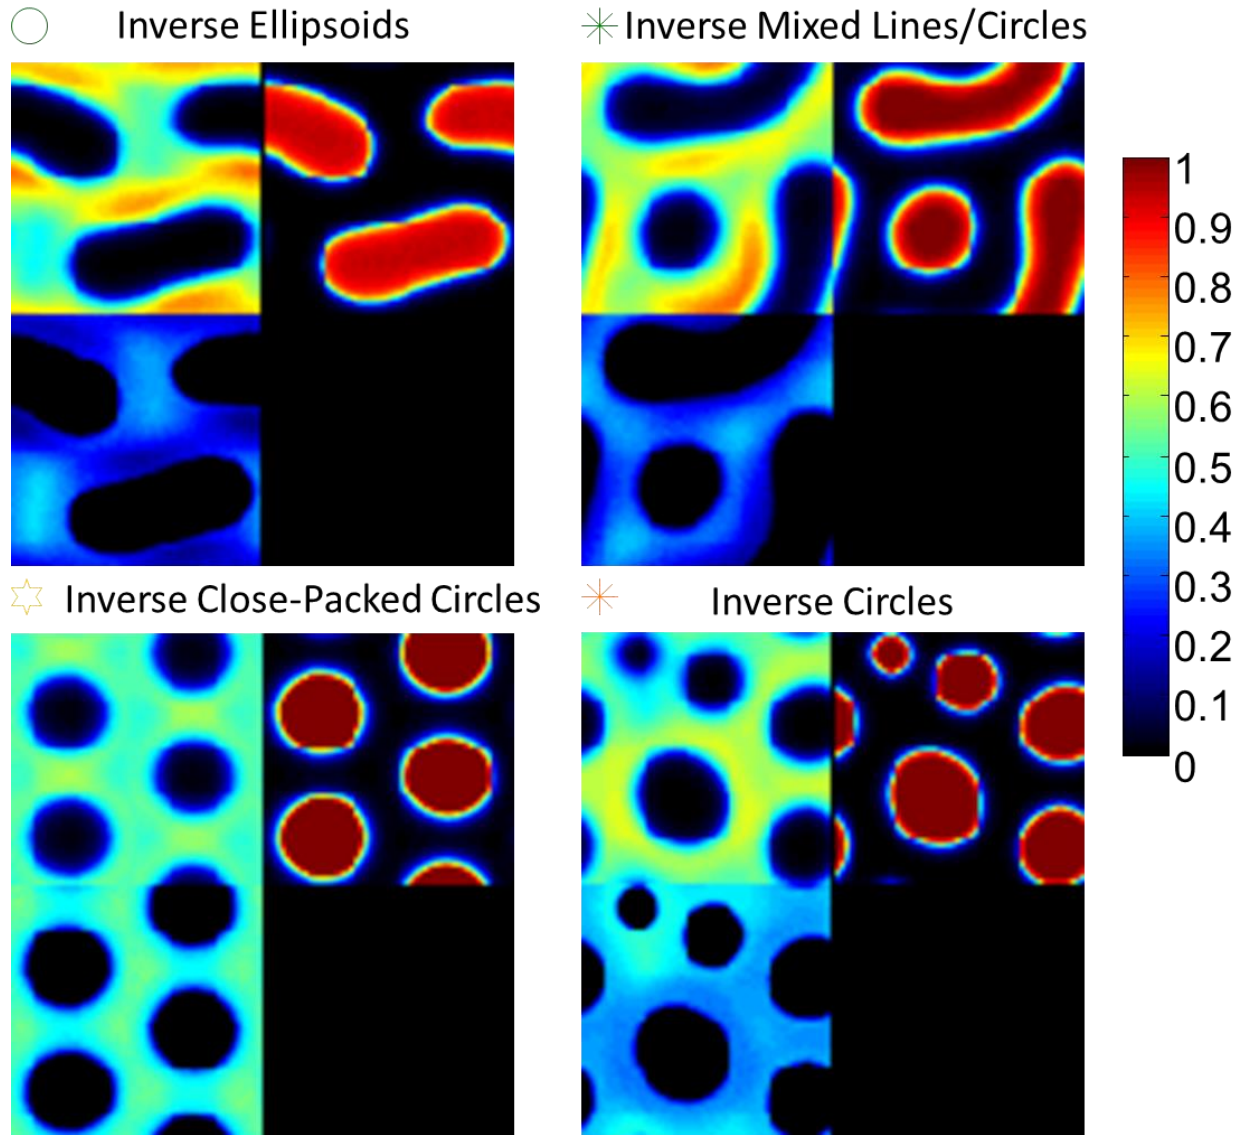 Inverse Ellipsoids
Inverse Mixed Lines/Circles
1
0.9
0.8
0.7
0.6
0.5
0.4
0.3
0.2
0.1
0
Inverse Close-Packed Circles
Inverse Circles